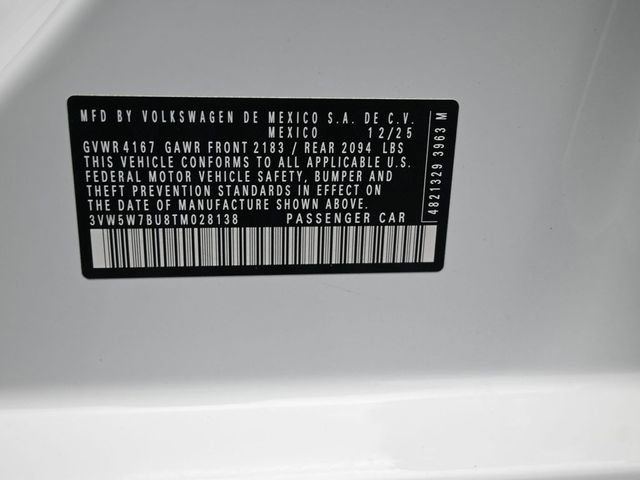 MFD BY VOLKSWAGEN DE MEXICO S.A. DE C.V.
MEXICO 12/25
GVWR 4167 GAWR FRONT 2183 / REAR 2094 LBS
THIS VEHICLE CONFORMS TO ALL APPLICABLE U.S.
FEDERAL MOTOR VEHICLE SAFETY, BUMPER AND
THEFT PREVENTION STANDARDS IN EFFECT ON
THE DATE OF MANUFACTURE SHOWN ABOVE.
3VW5W7BU8TM028138 PASSENGER CAR
4821329 3963 M